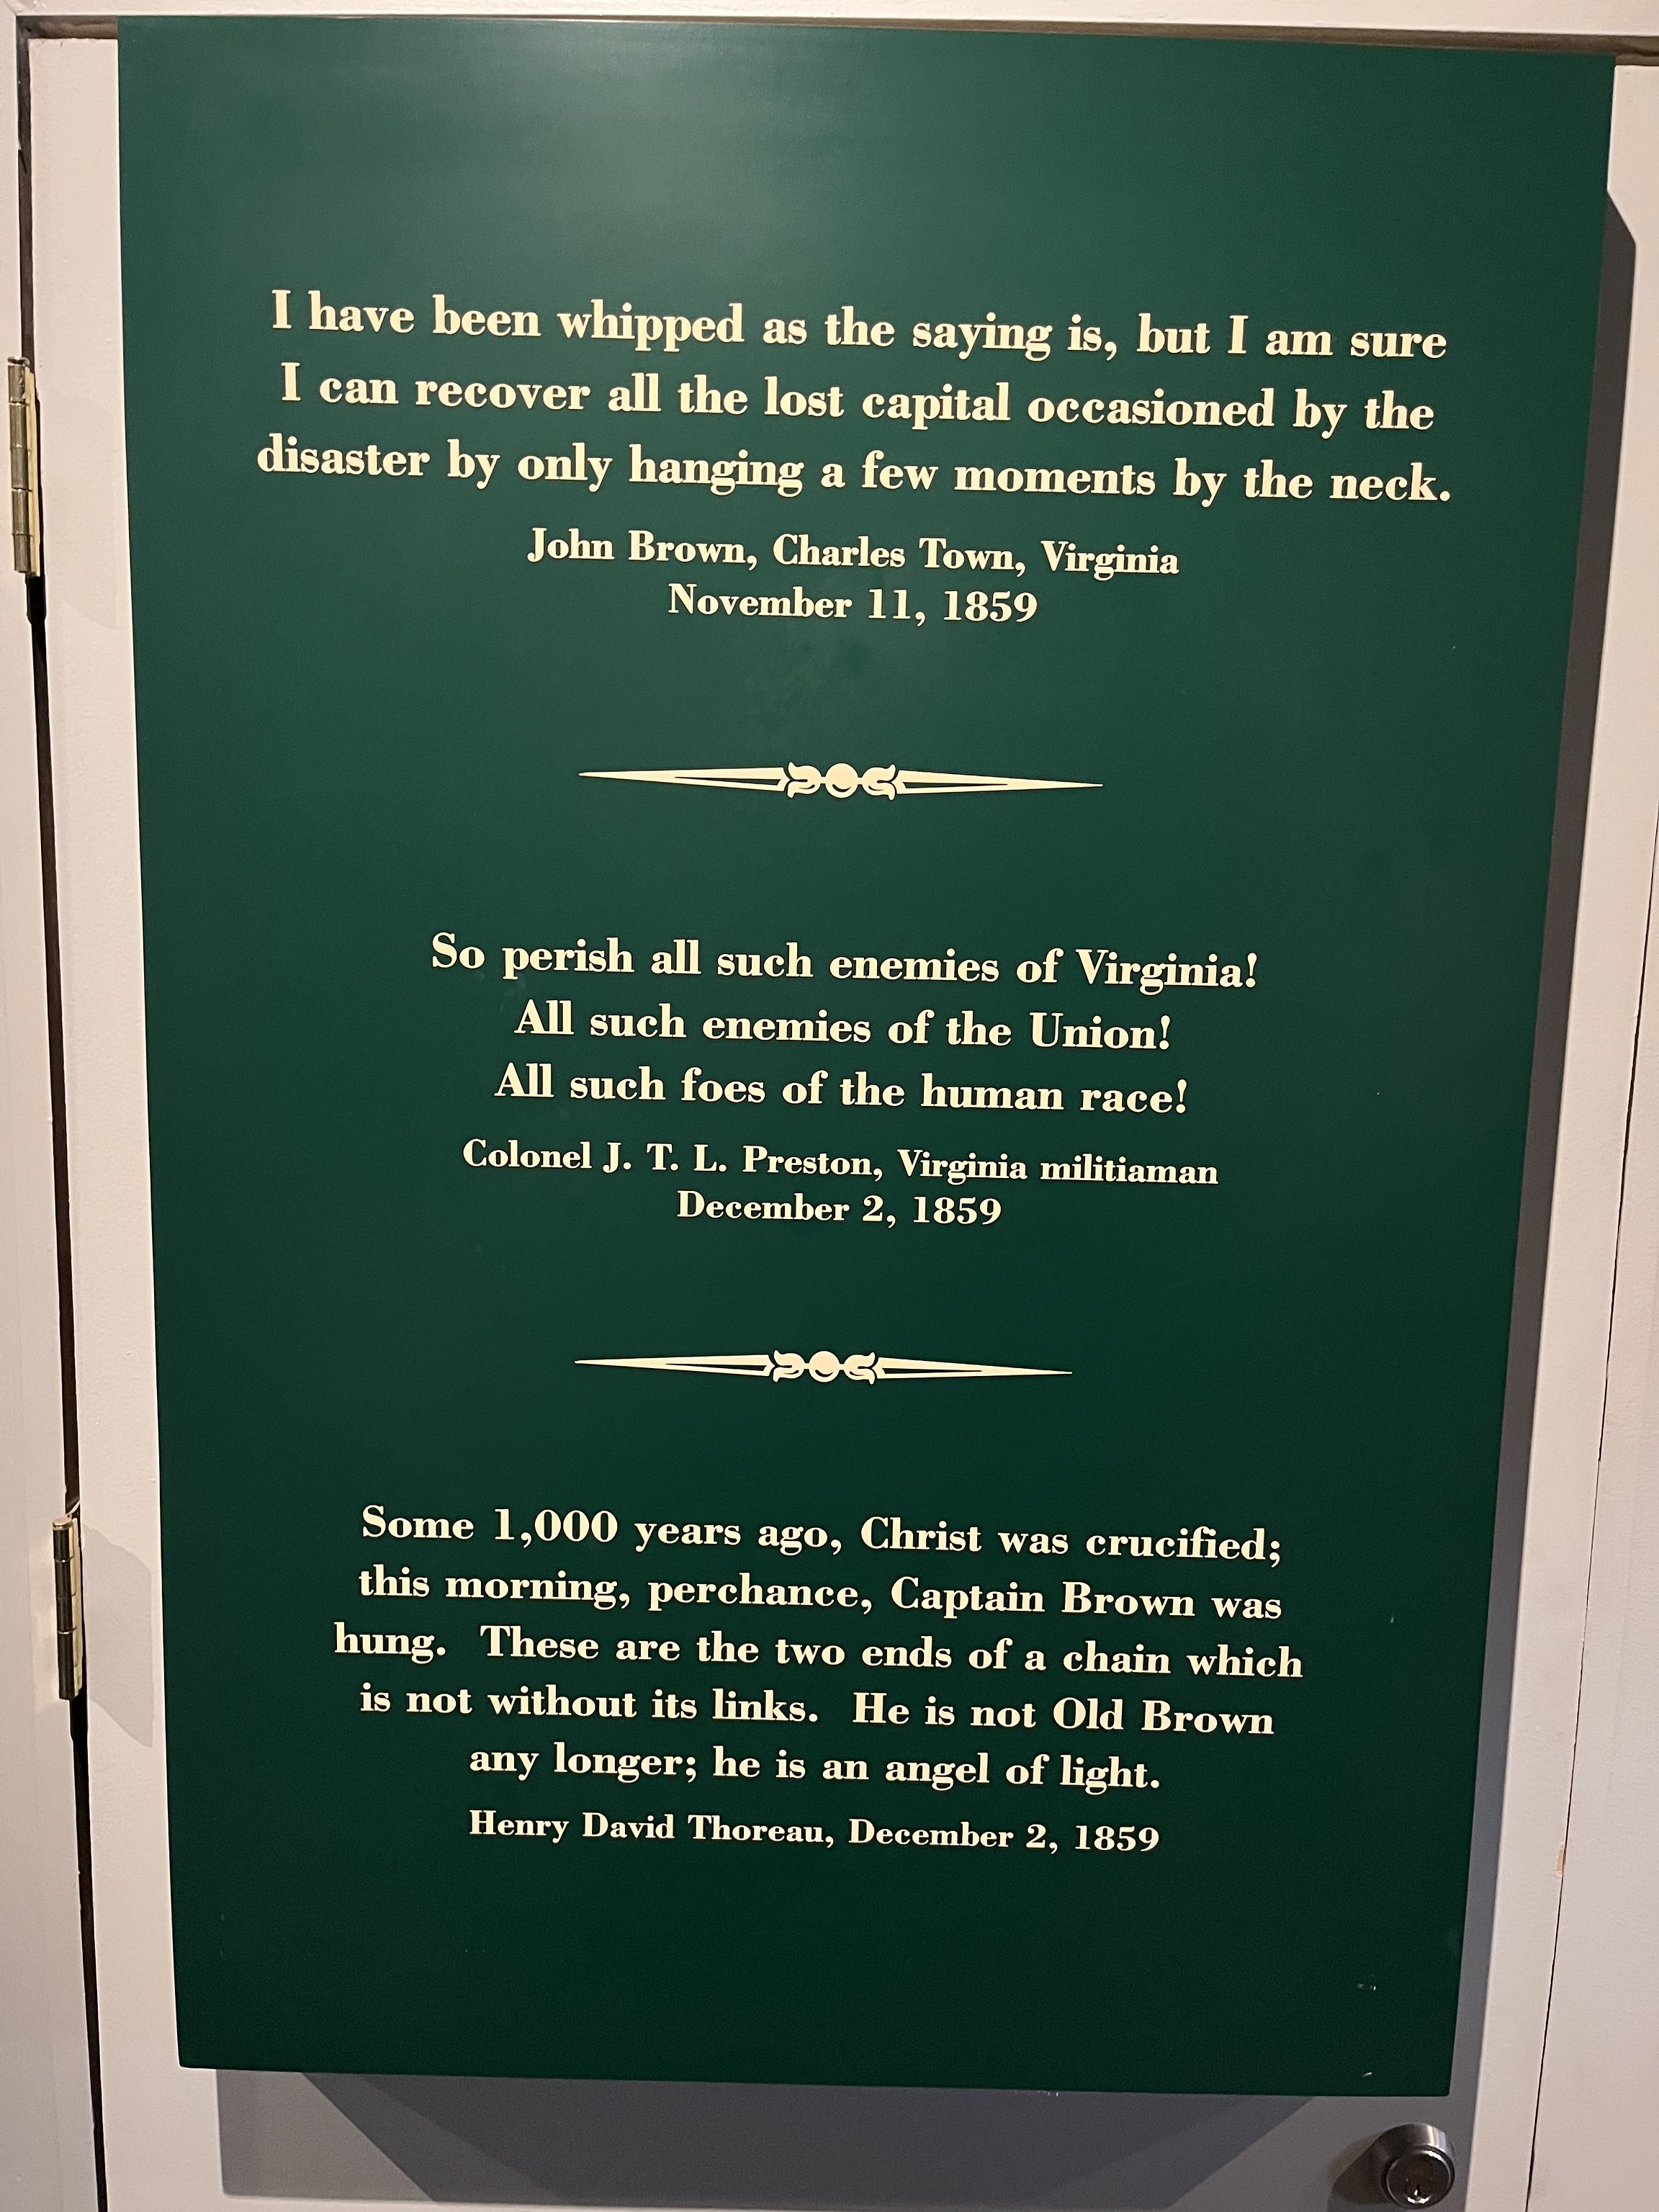 I have been whipped as the saying is, but I am sure
I can recover all the lost capital occasioned by the
disaster by only hanging a few moments by the neck.
John Brown, Charles Town, Virginia
November 11, 1859
So perish all such enemies of Virginia!
All such enemies of the Union!
All such foes of the human race!
Colonel J. T. L. Preston, Virginia militiaman
December 2, 1859
Some 1,000 years ago, Christ was crucified;
this morning, perchance, Captain Brown was
hung. These are the two ends of a chain which
is not without its links. He is not Old Brown
any longer; he is an angel of light.
Henry David Thoreau, December 2, 1859